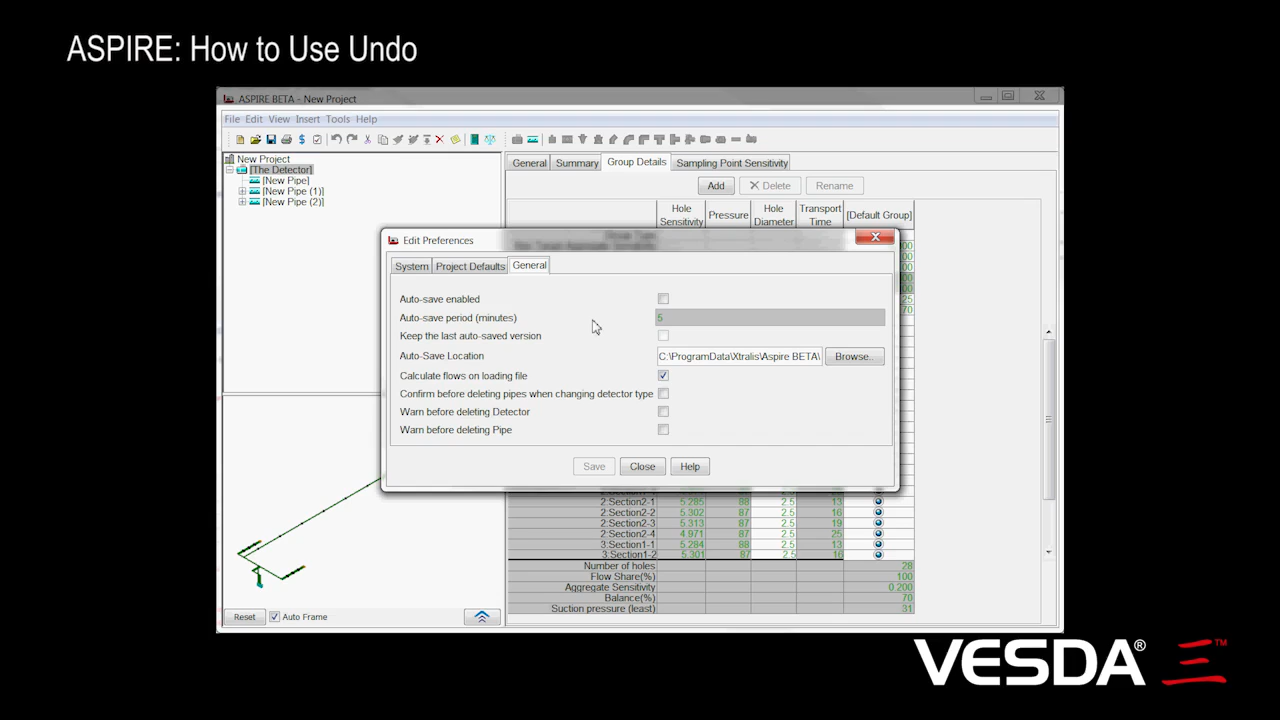 ASPIRE: How to Use Undo
ASPIRE BETA - New Project
File Edit View Insert Tools Help
New Project
[The Detector]
[New Pipe]
[New Pipe (1)]
[New Pipe (2)]
General Summary Group Details Sampling Point Sensitivity
Add Delete Rename
Hole Sensitivity Pressure Hole Diameter Transport Time [Default Group]
00
00
00
00
25
70
Edit Preferences
System Project Defaults General
Auto-save enabled
Auto-save period (minutes) 5
Keep the last auto-saved version
Auto-Save Location C:\ProgramData\Xtralis\Aspire BETA\ Browse..
Calculate flows on loading file
Confirm before deleting pipes when changing detector type
Warn before deleting Detector
Warn before deleting Pipe
Save Close Help
2:Section2-1 5.285 88 2.5 13
2:Section2-2 5.302 87 2.5 16
2:Section2-3 5.313 87 2.5 19
2:Section2-4 4.971 87 2.5 25
3:Section1-1 5.284 88 2.5 13
3:Section1-2 5.301 87 2.5 16
Number of holes 28
Flow Share(%) 100
Aggregate Sensitivity 0.200
Balance(%) 70
Suction pressure (least) 31
Reset Auto Frame
VESDA® ™